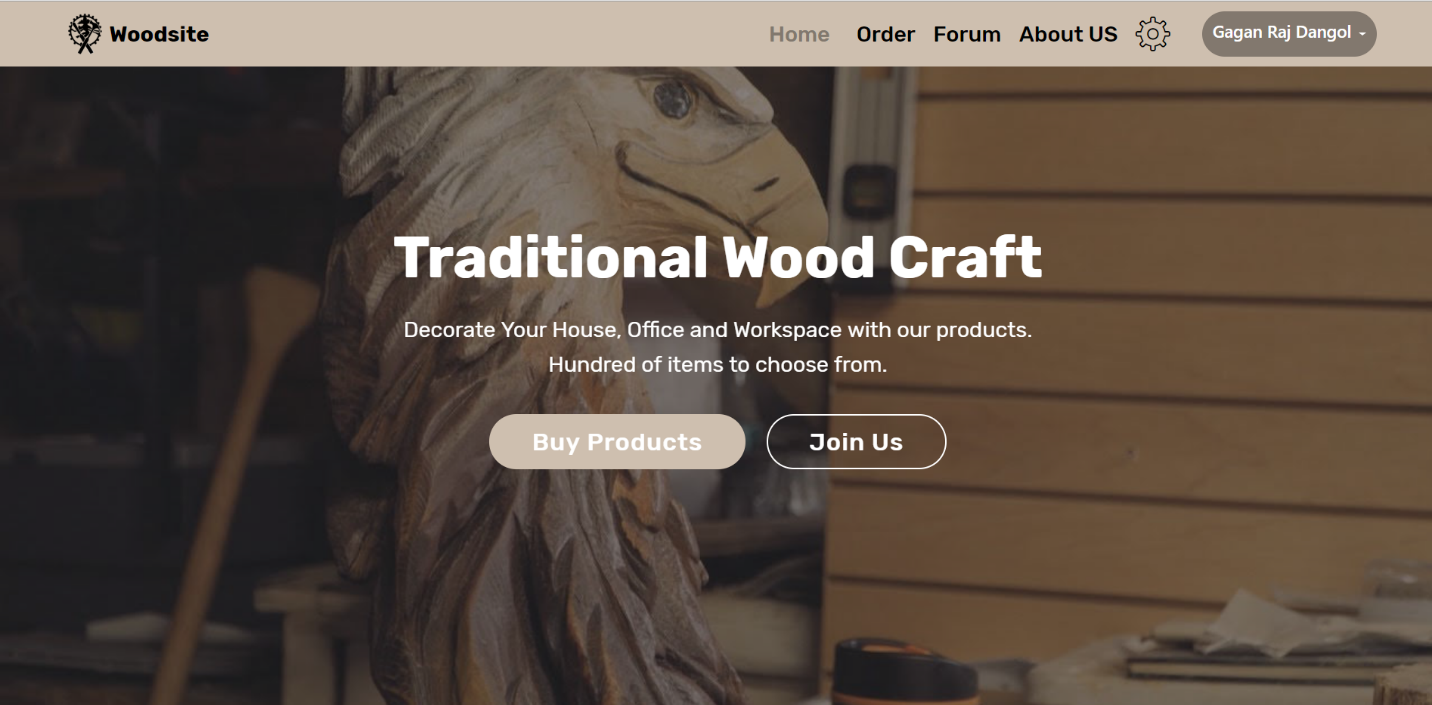 Woodsite
Home Order Forum About US Gagan Raj Dangol
Traditional Wood Craft
Decorate Your House, Office and Workspace with our products.
Hundred of items to choose from.
Buy Products Join Us